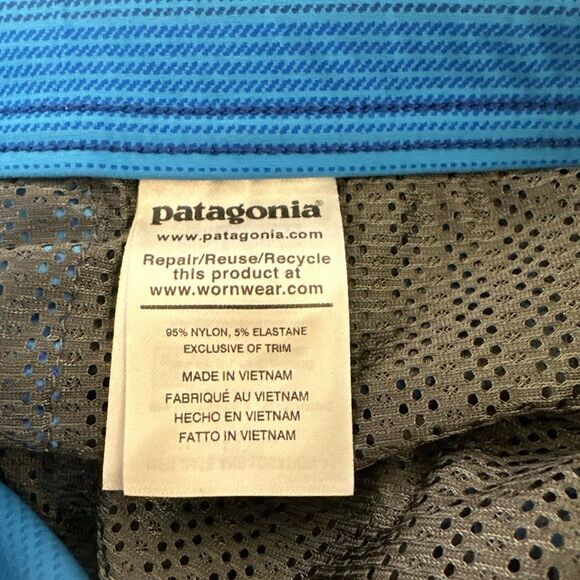 patagonia®
www.patagonia.com
Repair/Reuse/Recycle
this product at
www.wornwear.com
95% NYLON, 5% ELASTANE
EXCLUSIVE OF TRIM
MADE IN VIETNAM
FABRIQUÉ AU VIETNAM
HECHO EN VIETNAM
FATTO IN VIETNAM